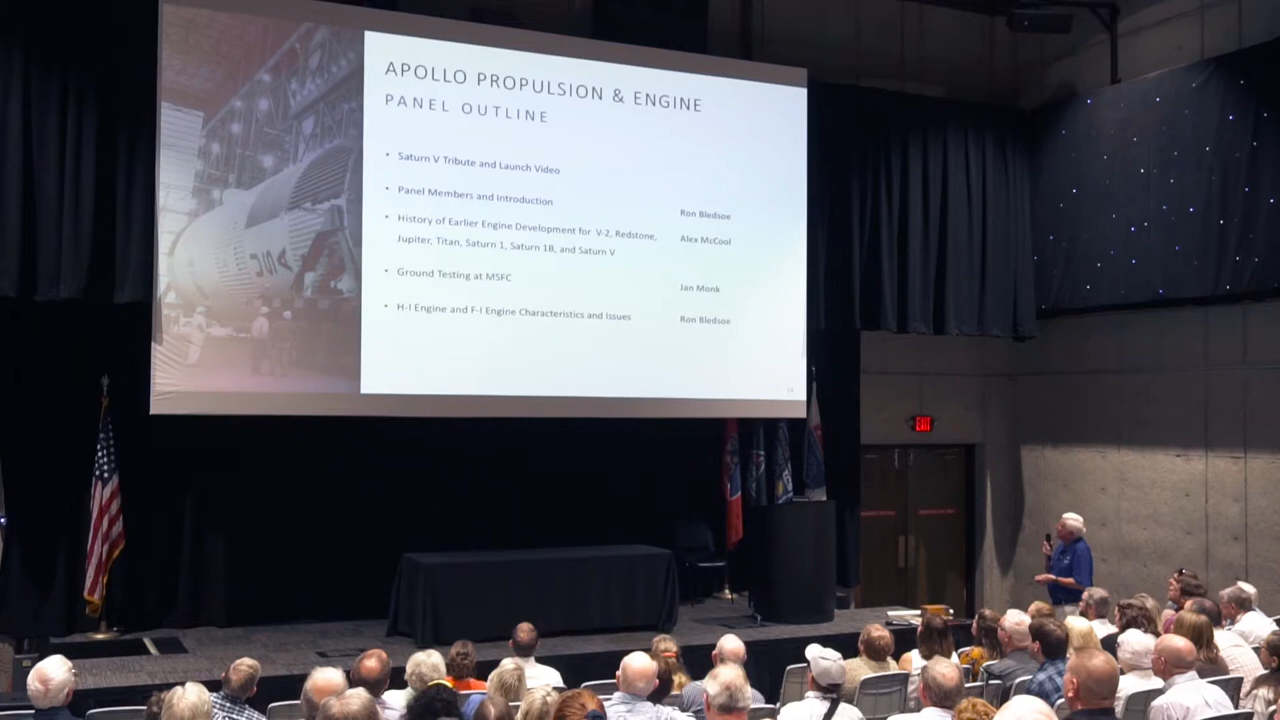 APOLLO PROPULSION & ENGINE
PANEL OUTLINE
• Saturn V Tribute and Launch Video
• Panel Members and Introduction
Ron Bledsoe
• History of Earlier Engine Development for V-2, Redstone,
Jupiter, Titan, Saturn 1, Saturn 1B, and Saturn V
Alex McCool
• Ground Testing at MSFC
Jan Monk
• H-I Engine and F-I Engine Characteristics and Issues
Ron Bledsoe
14
USA
EXIT